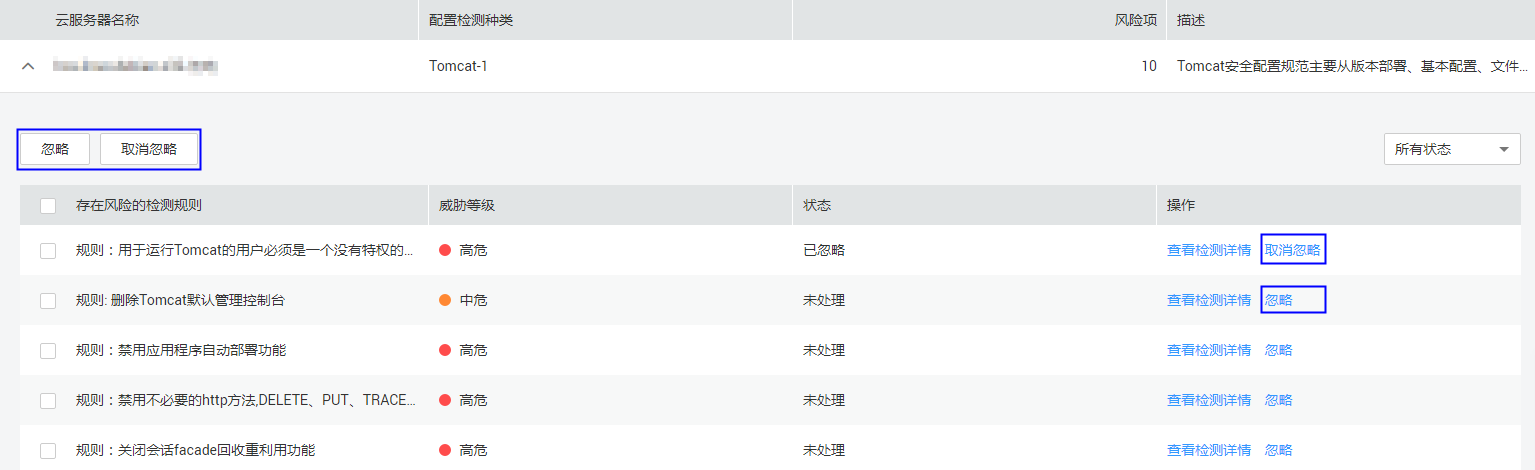 云服务器名称 配置检测种类 风险项 描述
Tomcat-1 10 Tomcat安全配置规范主要从版本部署、基本配置、文件...
忽略 取消忽略 所有状态
存在风险的检测规则 威胁等级 状态 操作
规则：用于运行Tomcat的用户必须是一个没有特权的... 高危 已忽略 查看检测详情 取消忽略
规则: 删除Tomcat默认管理控制台 中危 未处理 查看检测详情 忽略
规则：禁用应用程序自动部署功能 高危 未处理 查看检测详情 忽略
规则：禁用不必要的http方法,DELETE、PUT、TRACE... 高危 未处理 查看检测详情 忽略
规则：关闭会话facade回收重利用功能 高危 未处理 查看检测详情 忽略